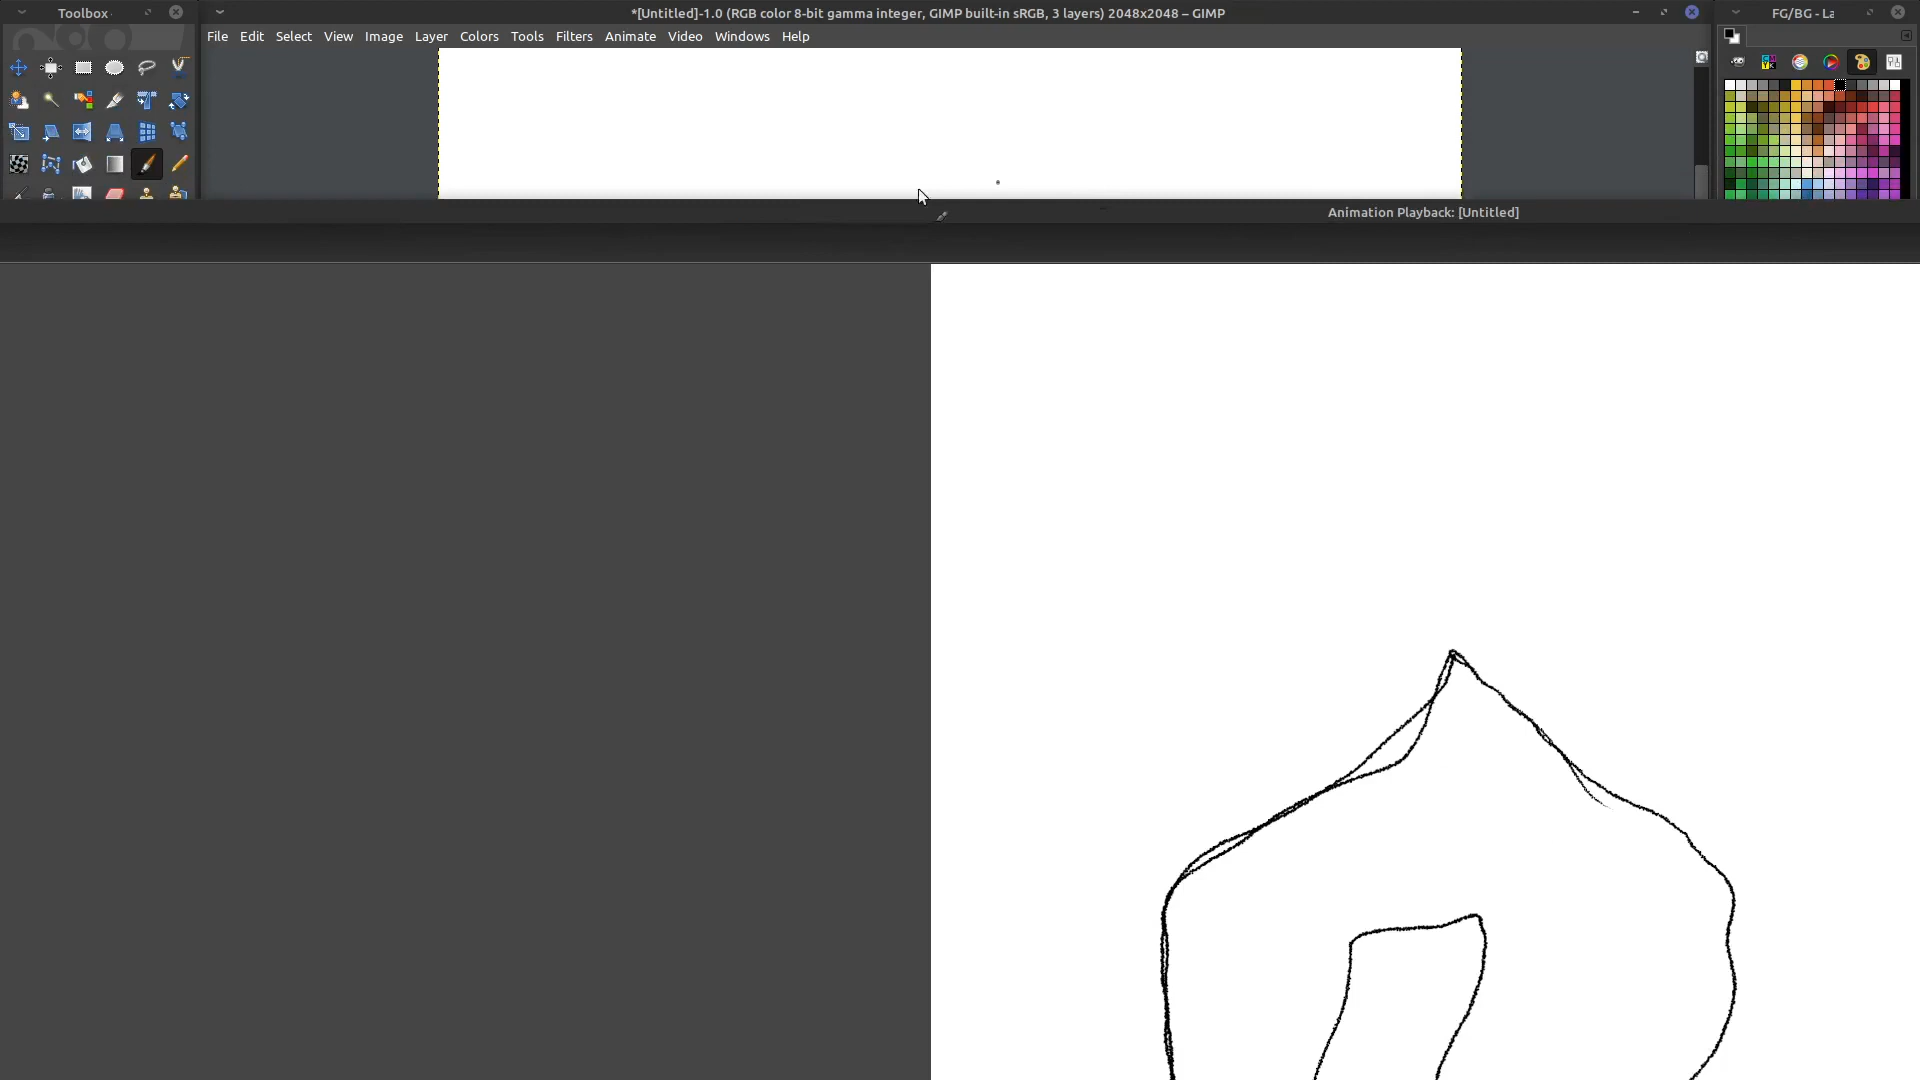 Toolbox
*[Untitled]-1.0 (RGB color 8-bit gamma integer, GIMP built-in sRGB, 3 layers) 2048x2048 – GIMP
FG/BG - La
File Edit Select View Image Layer Colors Tools Filters Animate Video Windows Help
Animation Playback: [Untitled]